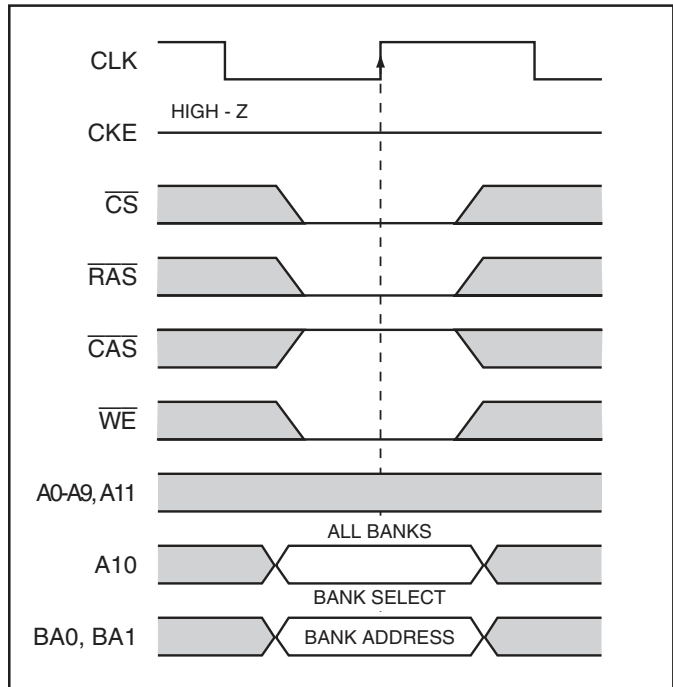 CLK
HIGH - Z
CKE
CS
RAS
CAS
WE
A0-A9, A11
ALL BANKS
A10
BANK SELECT
BA0, BA1 BANK ADDRESS